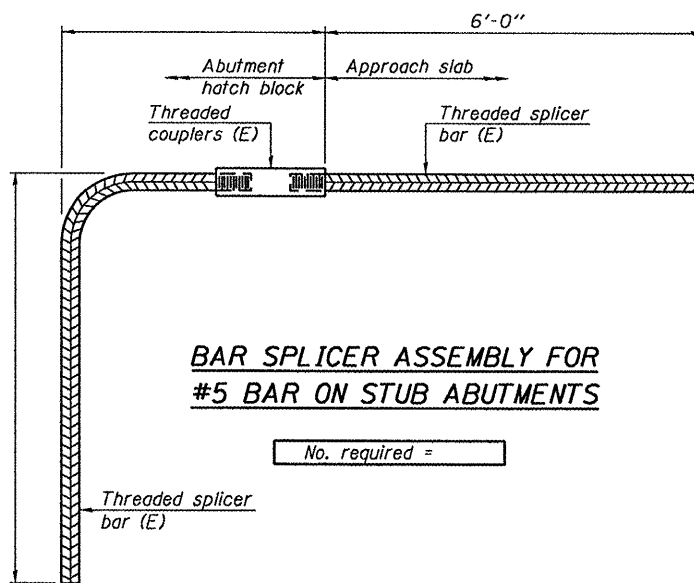 6'-0"
Abutment
hatch block
Approach slab
Threaded
couplers (E)
Threaded splicer
bar (E)
BAR SPLICER ASSEMBLY FOR
#5 BAR ON STUB ABUTMENTS
No. required =
Threaded splicer
bar (E)